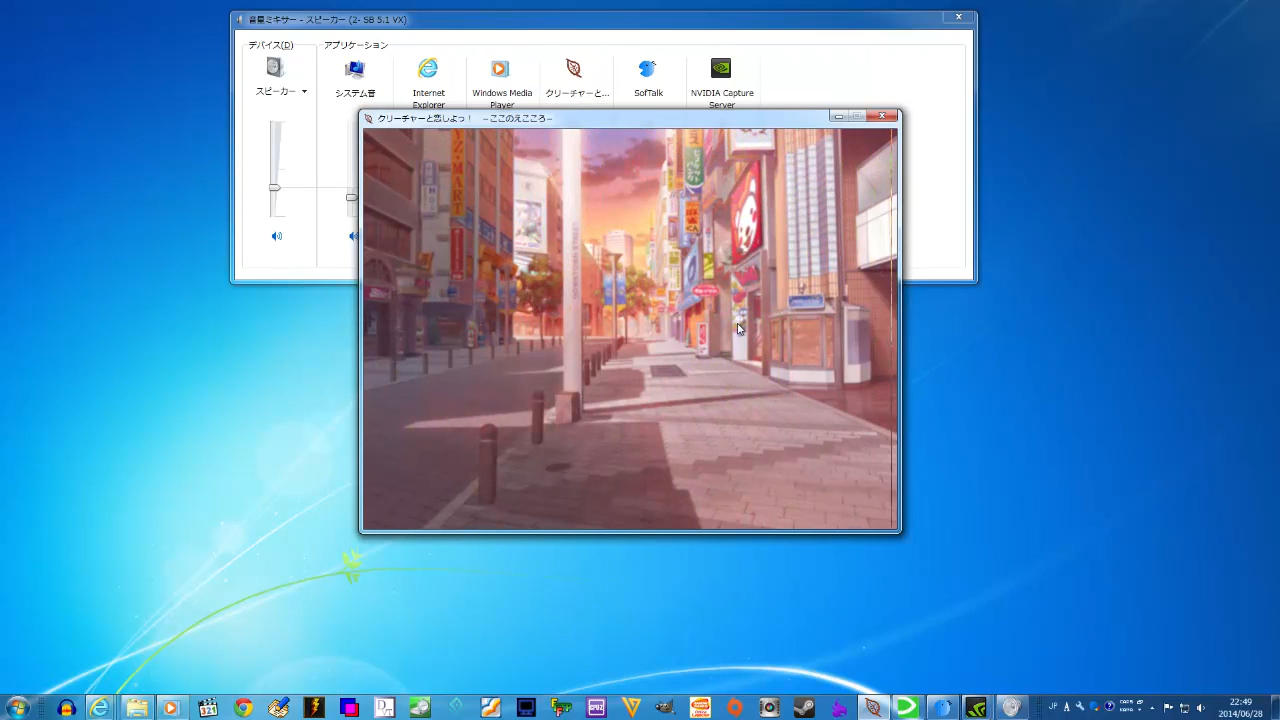 音量ミキサー - スピーカー (2- SB 5.1 VX)
デバイス(D)
アプリケーション
スピーカー
システム音
Internet Explorer
Windows Media Player
クリーチャーと...
SofTalk
NVIDIA Capture Server
クリーチャーと恋しよっ！ －ここのえこころ－
JP
22:49
2014/06/28